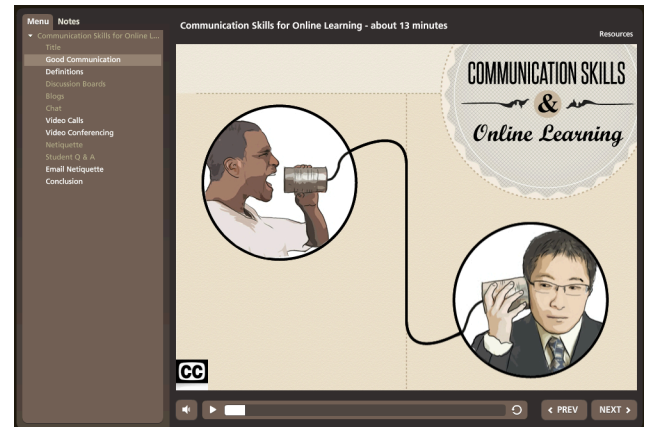 Menu Notes
Communication Skills for Online Learning - about 13 minutes
Resources
Communication Skills for Online L...
Title
Good Communication
Definitions
Discussion Boards
Blogs
Chat
Video Calls
Video Conferencing
Netiquette
Student Q & A
Email Netiquette
Conclusion
COMMUNICATION SKILLS
&
Online Learning
CC
PREV
NEXT